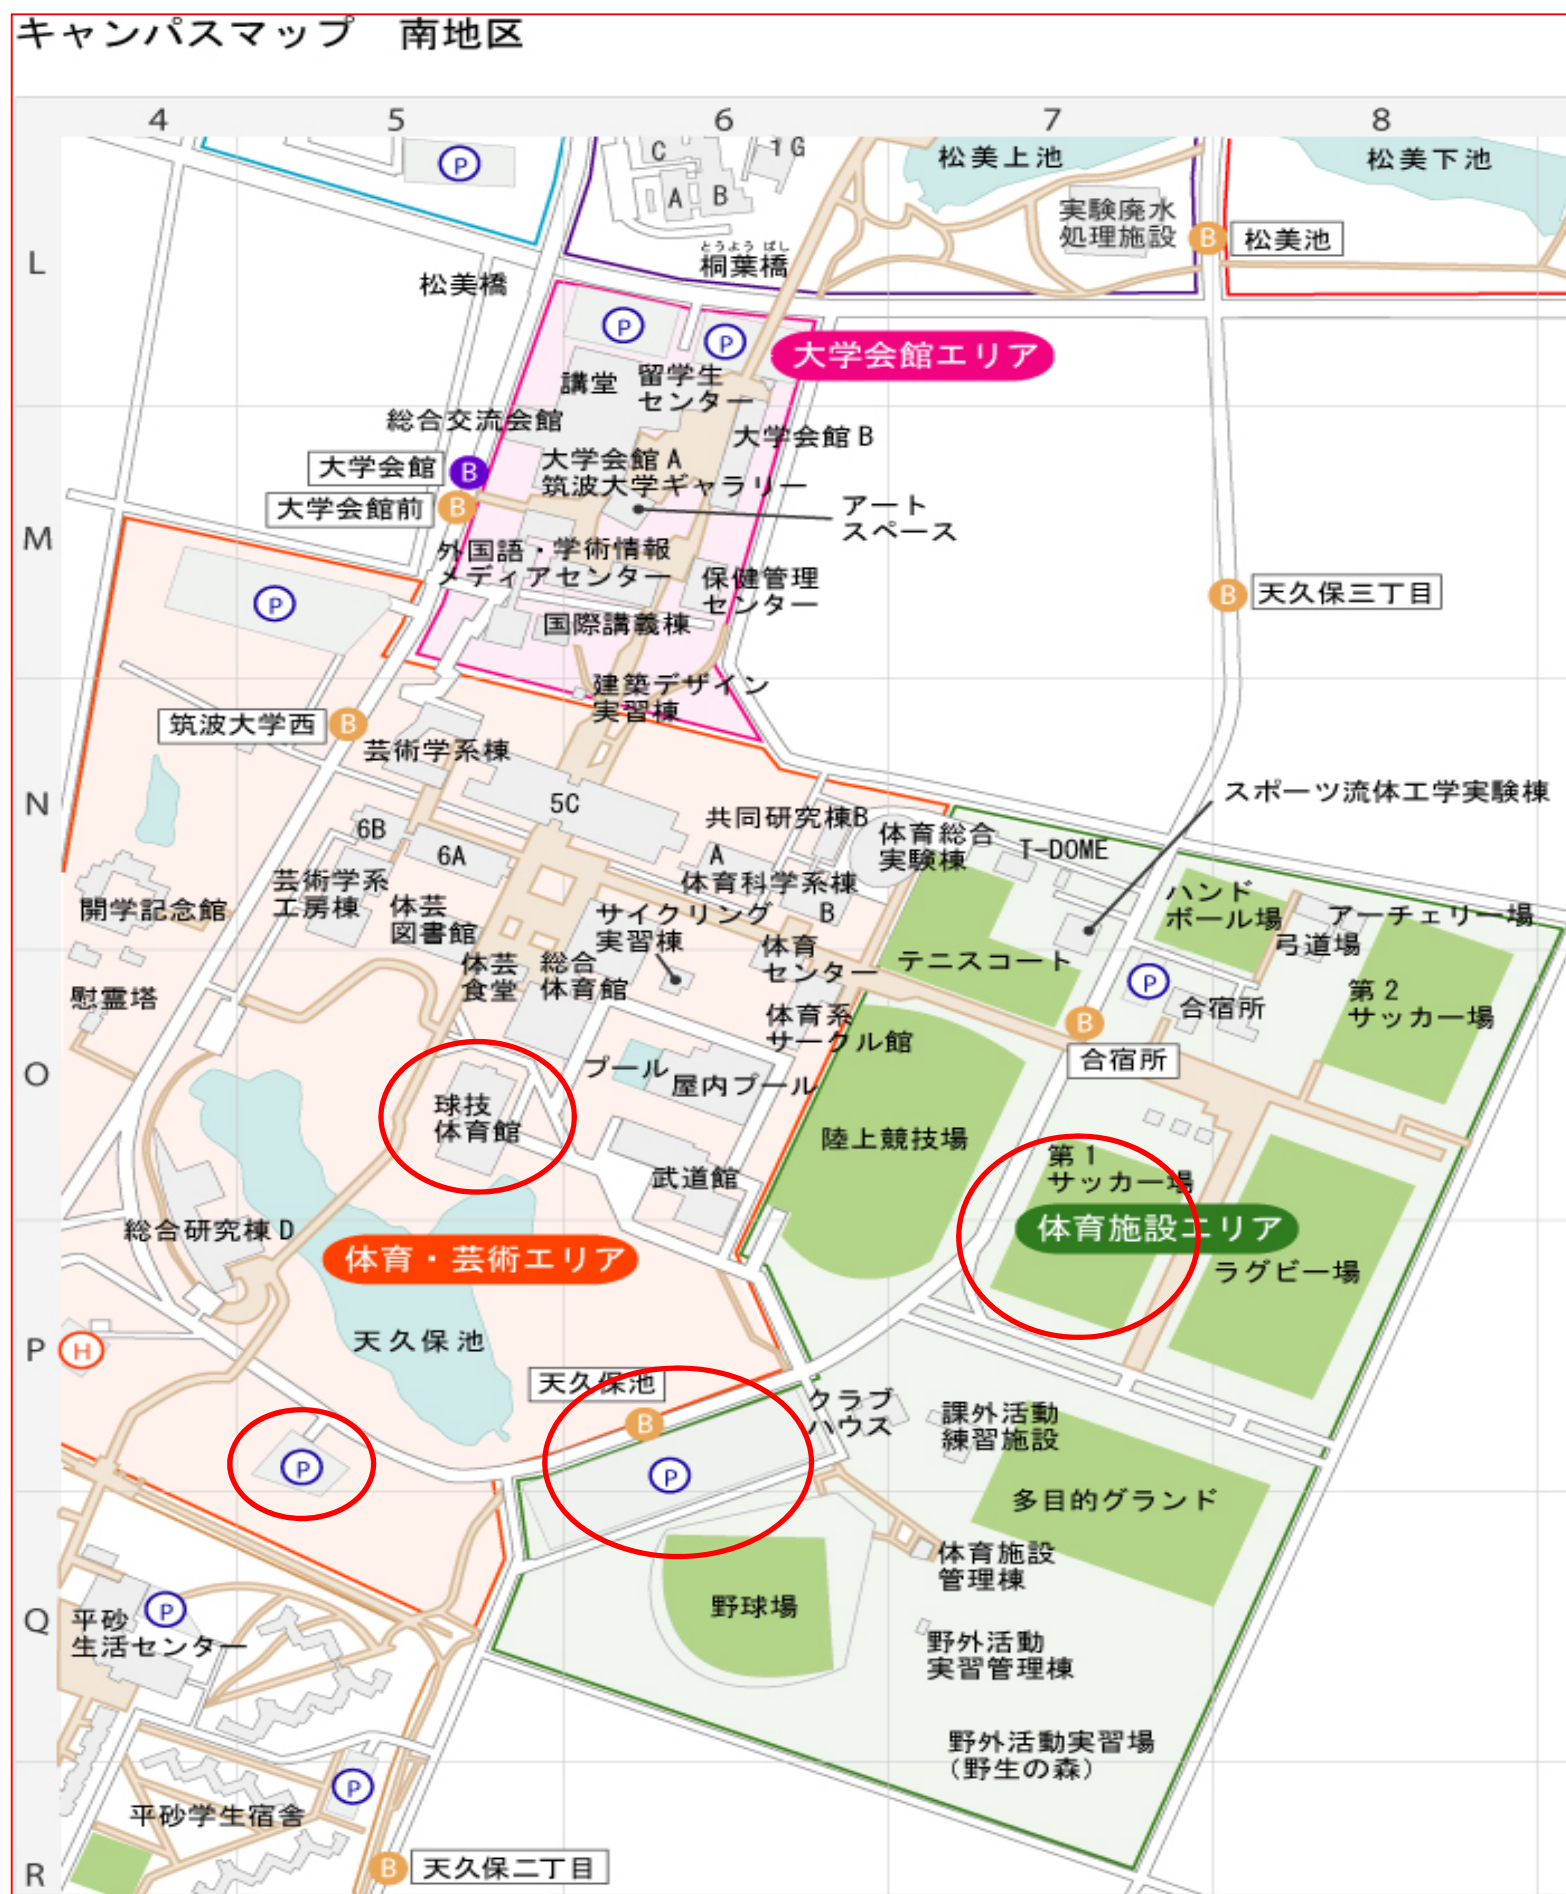 キャンパスマップ　南地区
4
5
6
7
8
L
M
N
O
P
Q
R
P
C
1G
A
B
松美上池
松美下池
実験廃水
処理施設
B
松美池
とうよう ばし
桐葉橋
松美橋
P
P
大学会館エリア
講堂
留学生
センター
総合交流会館
大学会館B
大学会館
B
大学会館A
筑波大学ギャラリー
大学会館前
B
アート
スペース
外国語・学術情報
メディアセンター
保健管理
センター
P
B
天久保三丁目
国際講義棟
建築デザイン
実習棟
筑波大学西
B
芸術学系棟
スポーツ流体工学実験棟
5C
共同研究棟B
6B
6A
体育総合
実験棟
T-DOME
A
体育科学系棟
B
芸術学系
工房棟
体芸
図書館
開学記念館
サイクリング
実習棟
ハンド
ボール場
アーチェリー場
弓道場
体育
センター
テニスコート
体芸
食堂
総合
体育館
慰霊塔
P
合宿所
第2
サッカー場
体育系
サークル館
B
合宿所
プール
屋内プール
球技
体育館
陸上競技場
武道館
第1
サッカー場
総合研究棟D
体育・芸術エリア
体育施設エリア
ラグビー場
天久保池
H
天久保池
B
クラブ
ハウス
課外活動
練習施設
P
P
多目的グランド
体育施設
管理棟
野球場
P
平砂
生活センター
野外活動
実習管理棟
野外活動実習場
（野生の森）
P
平砂学生宿舎
B
天久保二丁目